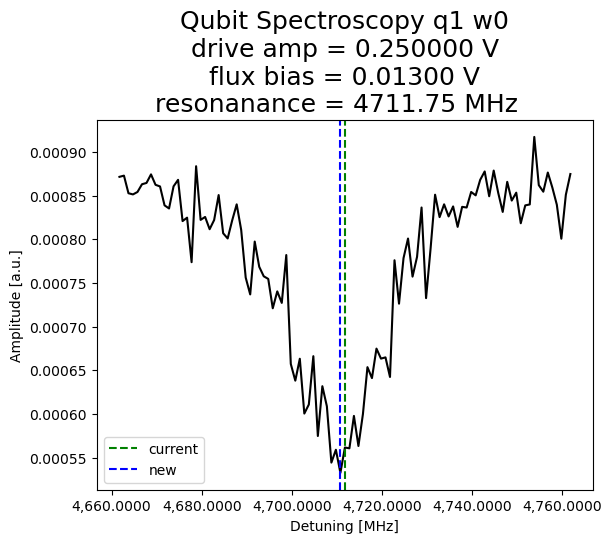 Qubit Spectroscopy q1 w0
drive amp = 0.250000 V
flux bias = 0.01300 V
resonanance = 4711.75 MHz
0.00090
0.00085
0.00080
0.00075
0.00070
0.00065
0.00060
0.00055
Amplitude [a.u.]
current
new
4,660.0000 4,680.0000 4,700.0000 4,720.0000 4,740.0000 4,760.0000
Detuning [MHz]